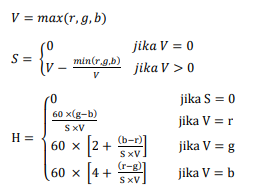 V = max(r, g, b)
S = { 0 jika V = 0
V − min(r,g,b) / V jika V > 0
H = { 0 jika S = 0
60 ×(g−b) / S ×V jika V = r
60 × [2 + (b−r) / S ×V] jika V = g
60 × [4 + (r−g) / S ×V] jika V = b